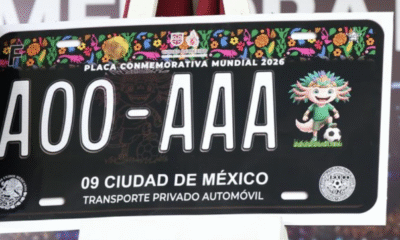 PLACA CONMEMORATIVA MUNDIAL 2026
A00-AAA
09 CIUDAD DE MÉXICO
TRANSPORTE PRIVADO AUTOMÓVIL